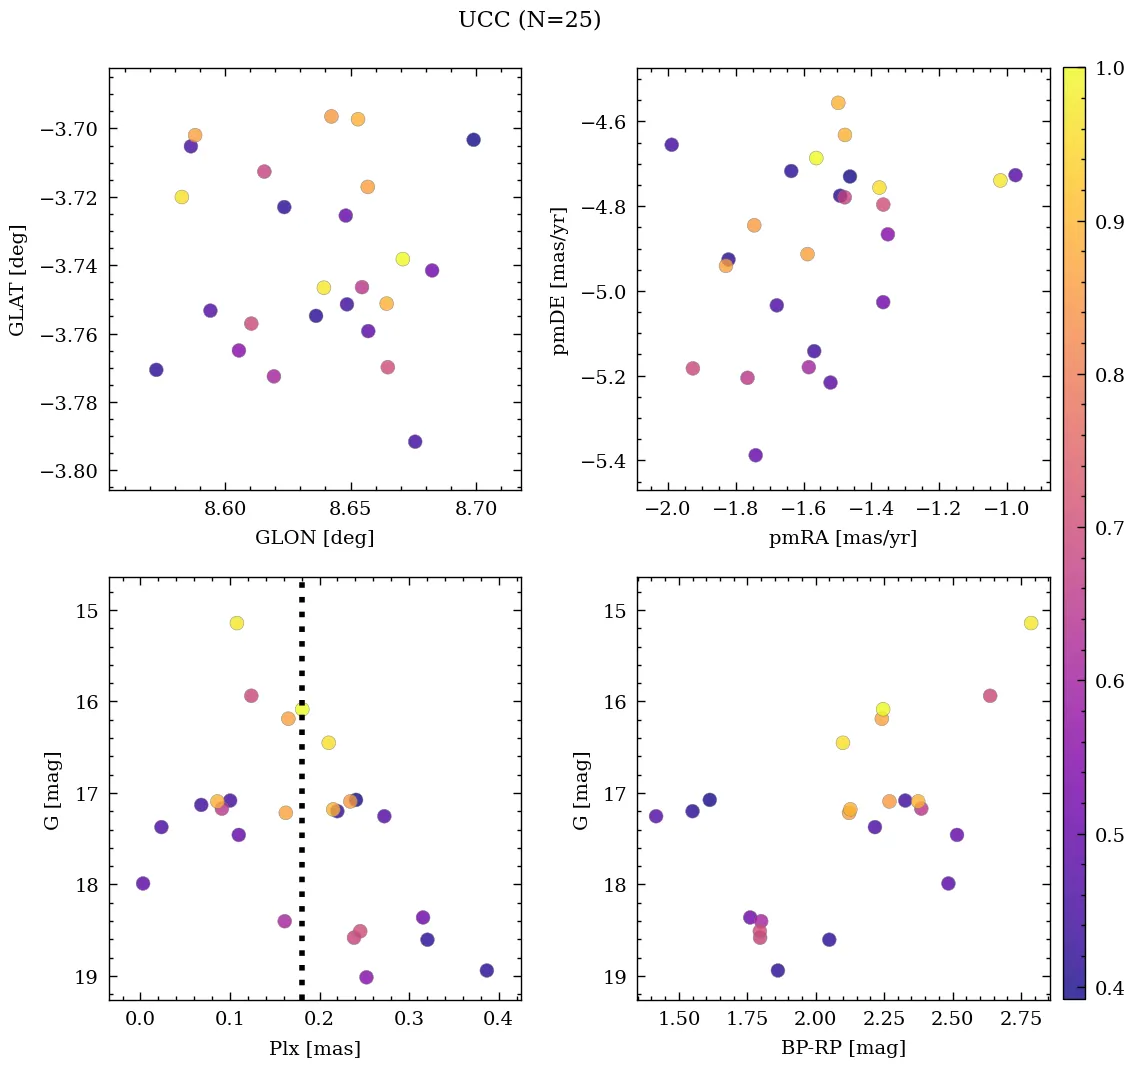 UCC (N=25)
−3.70
−3.72
−3.74
−3.76
−3.78
−3.80
GLAT [deg]
8.60 8.65 8.70
GLON [deg]
−4.6
−4.8
−5.0
−5.2
−5.4
pmDE [mas/yr]
−2.0 −1.8 −1.6 −1.4 −1.2 −1.0
pmRA [mas/yr]
15
16
17
18
19
G [mag]
0.0 0.1 0.2 0.3 0.4
Plx [mas]
15
16
17
18
19
G [mag]
1.50 1.75 2.00 2.25 2.50 2.75
BP-RP [mag]
1.0
0.9
0.8
0.7
0.6
0.5
0.4